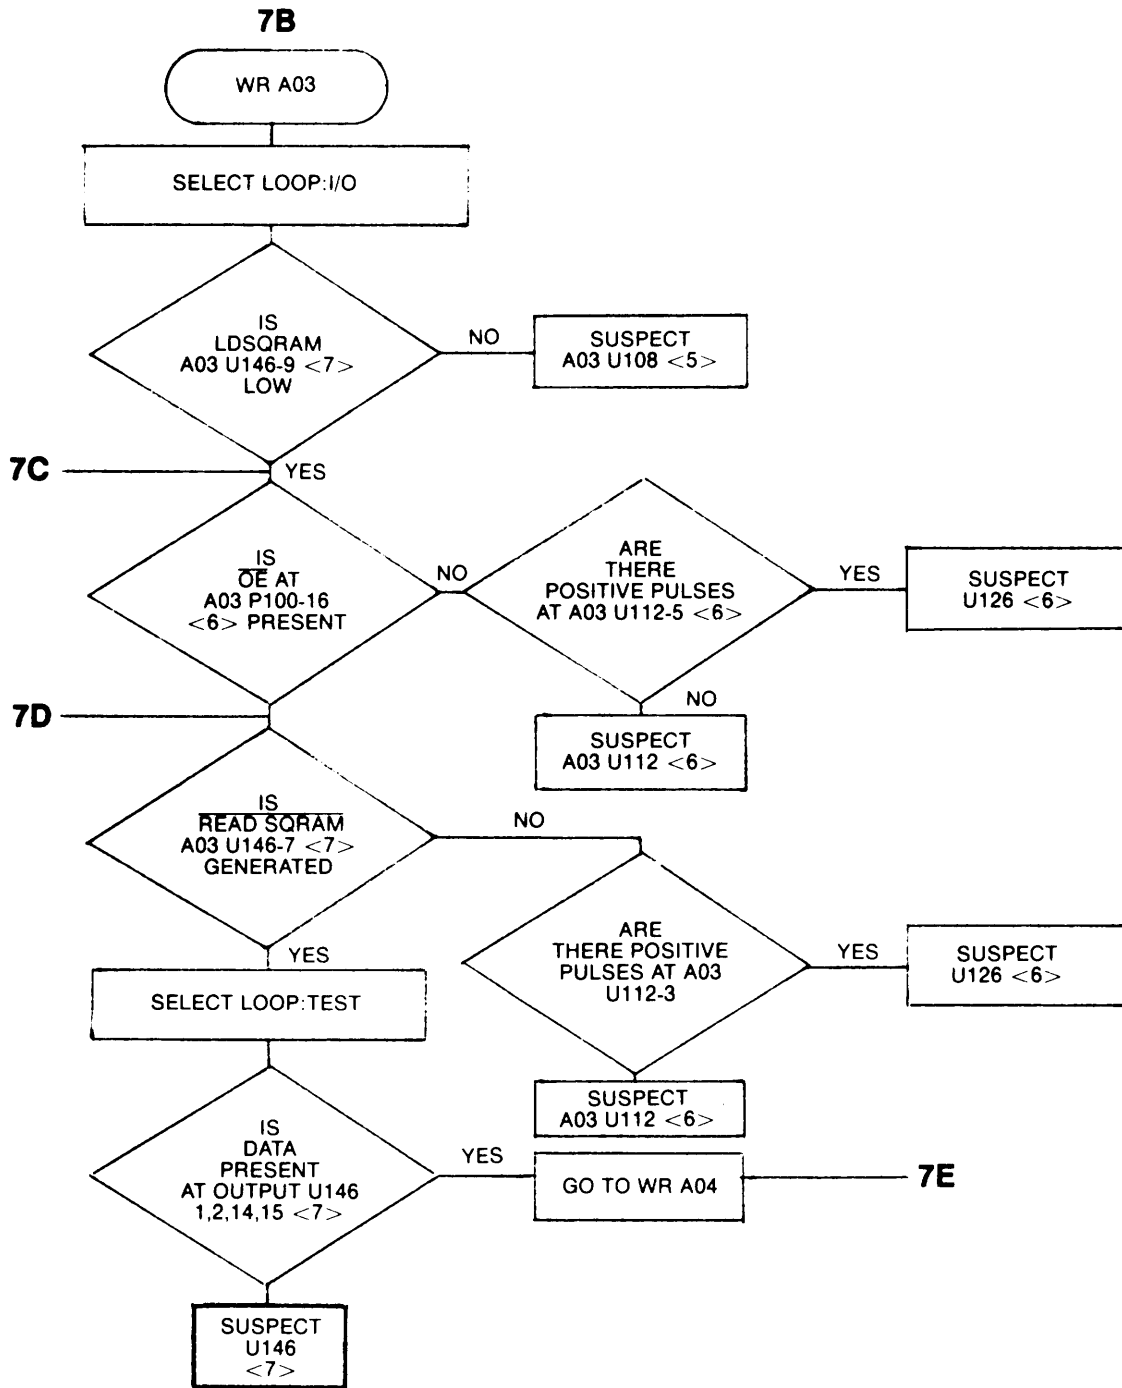 7B
WR A03
SELECT LOOP:I/O
IS
LDSQRAM
A03 U146-9 <7>
LOW
NO
SUSPECT
A03 U108 <5>
7C
YES
IS
OE AT
A03 P100-16
<6> PRESENT
NO
ARE
THERE
POSITIVE PULSES
AT A03 U112-5 <6>
YES
SUSPECT
U126 <6>
NO
SUSPECT
A03 U112 <6>
7D
IS
READ SQRAM
A03 U146-7 <7>
GENERATED
NO
ARE
THERE POSITIVE
PULSES AT A03
U112-3
YES
SUSPECT
U126 <6>
SUSPECT
A03 U112 <6>
YES
SELECT LOOP:TEST
IS
DATA
PRESENT
AT OUTPUT U146
1,2,14,15 <7>
YES
GO TO WR A04
7E
SUSPECT
U146
<7>